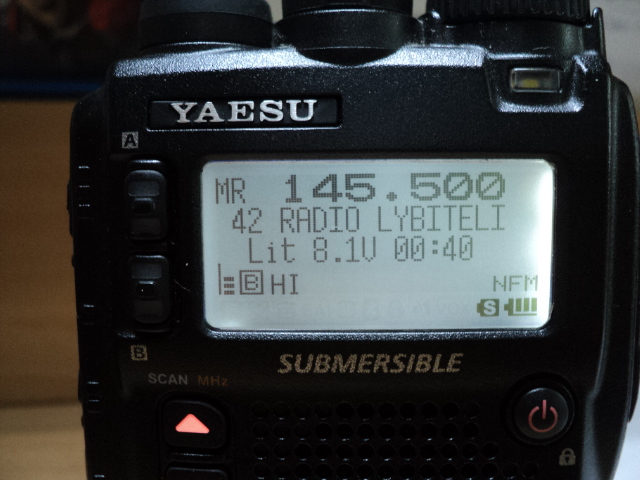 YAESU
A
MR 145.500
42 RADIO LYBITELI
Lit 8.1V 00:40
B HI NFM
S
B
SUBMERSIBLE
SCAN MHz